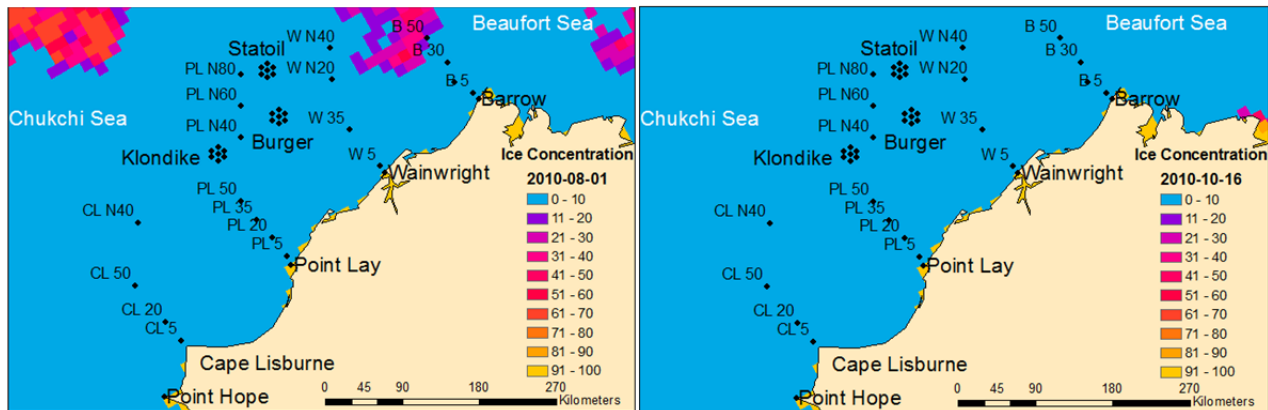 Beaufort Sea
B 50
W N40
Statoil
B 30
PL N80
W N20
B 5
Barrow
PL N60
Chukchi Sea
W 35
PL N40
Burger
Klondike
W 5
Ice Concentration
Wainwright
2010-08-01
PL 50
0 - 10
CL N40
PL 35
11 - 20
PL 20
21 - 30
PL 5
31 - 40
Point Lay
41 - 50
CL 50
51 - 60
61 - 70
CL 20
71 - 80
CL 5
81 - 90
Cape Lisburne
91 - 100
0 45 90 180 270
Point Hope
Kilometers
Beaufort Sea
B 50
W N40
Statoil
B 30
PL N80
W N20
B 5
Barrow
PL N60
Chukchi Sea
W 35
PL N40
Burger
Klondike
W 5
Ice Concentration
Wainwright
2010-10-16
PL 50
0 - 10
CL N40
PL 35
11 - 20
PL 20
21 - 30
PL 5
31 - 40
Point Lay
41 - 50
CL 50
51 - 60
61 - 70
CL 20
71 - 80
CL 5
81 - 90
Cape Lisburne
91 - 100
0 45 90 180 270
Point Hope
Kilometers